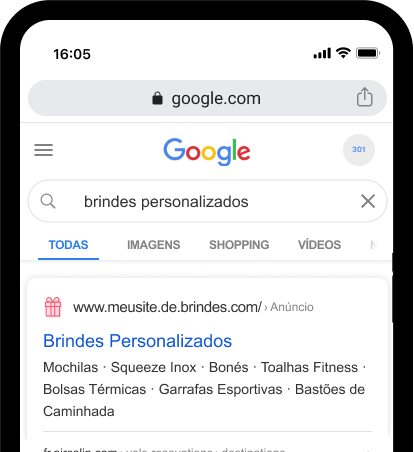 16:05
google.com
Google
301
brindes personalizados
TODAS IMAGENS SHOPPING VÍDEOS
www.meusite.de.brindes.com/ › Anúncio
Brindes Personalizados
Mochilas · Squeeze Inox · Bonés · Toalhas Fitness ·
Bolsas Térmicas · Garrafas Esportivas · Bastões de
Caminhada